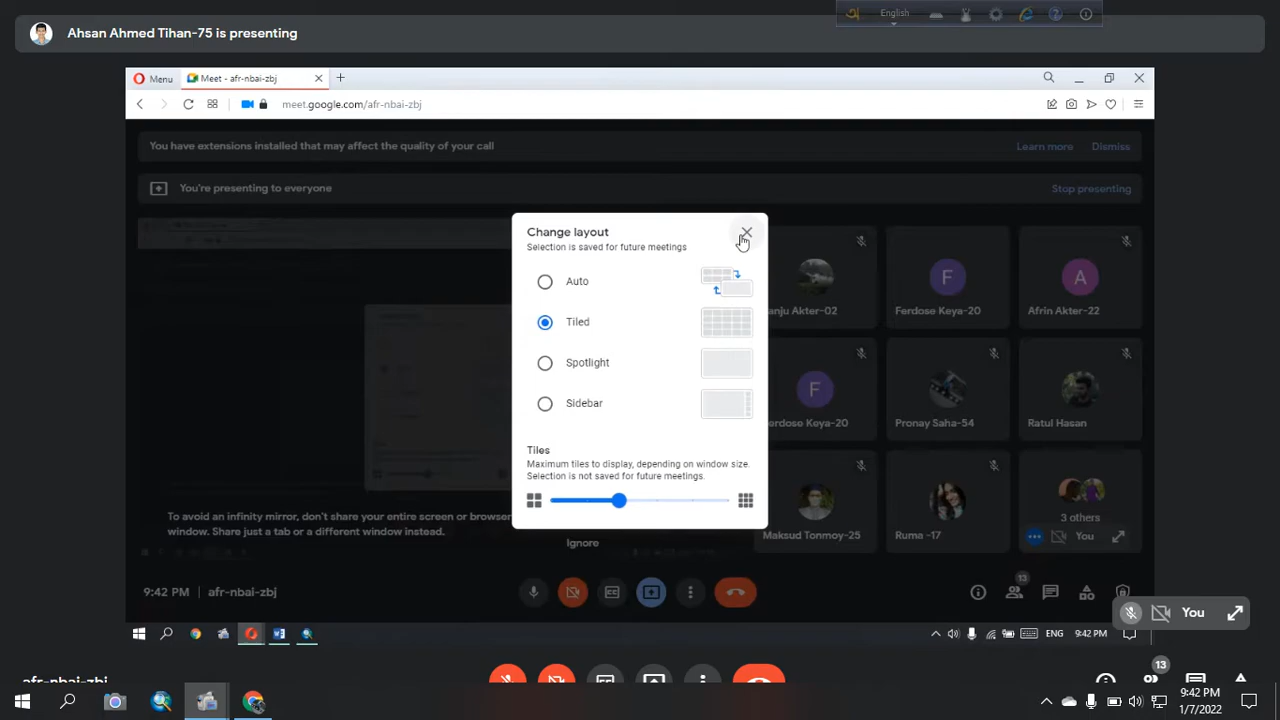 English
Ahsan Ahmed Tihan-75 is presenting
Menu
Meet - afr-nbai-zbj
meet.google.com/afr-nbai-zbj
You have extensions installed that may affect the quality of your call
Learn more
Dismiss
You're presenting to everyone
Stop presenting
Change layout
Selection is saved for future meetings
Auto
Tiled
Spotlight
Sidebar
Tiles
Maximum tiles to display, depending on window size.
Selection is not saved for future meetings.
anju Akter-02
F
Ferdose Keya-20
A
Afrin Akter-22
F
erdose Keya-20
Pronay Saha-54
Ratul Hasan
Maksud Tonmoy-25
Ruma -17
3 others
You
To avoid an infinity mirror, don't share your entire screen or browser
window. Share just a tab or a different window instead.
Ignore
9:42 PM
afr-nbai-zbj
13
You
ENG
9:42 PM
afr-nbai-zbj
13
9:42 PM
1/7/2022